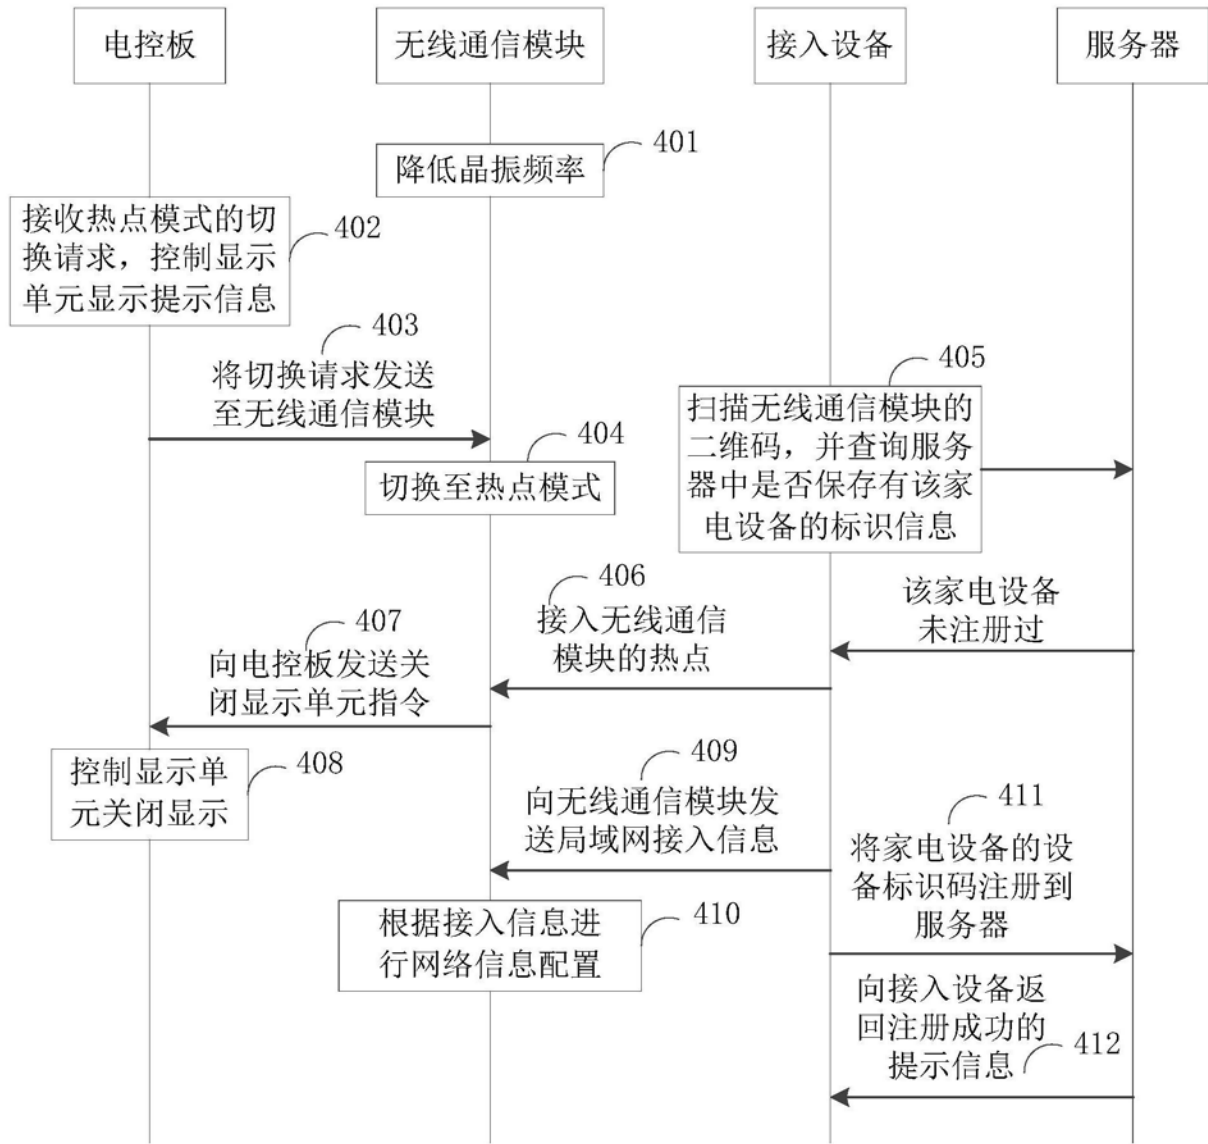 电控板
无线通信模块
接入设备
服务器
401
降低晶振频率
接收热点模式的切
换请求，控制显示
单元显示提示信息
402
403
将切换请求发送
至无线通信模块
404
切换至热点模式
405
扫描无线通信模块的
二维码，并查询服务
器中是否保存有该家
电设备的标识信息
该家电设备
未注册过
406
接入无线通信
模块的热点
407
向电控板发送关
闭显示单元指令
控制显示单
元关闭显示
408
409
向无线通信模块发
送局域网接入信息
根据接入信息进
行网络信息配置
410
411
将家电设备的设
备标识码注册到
服务器
向接入设备返
回注册成功的
提示信息
412